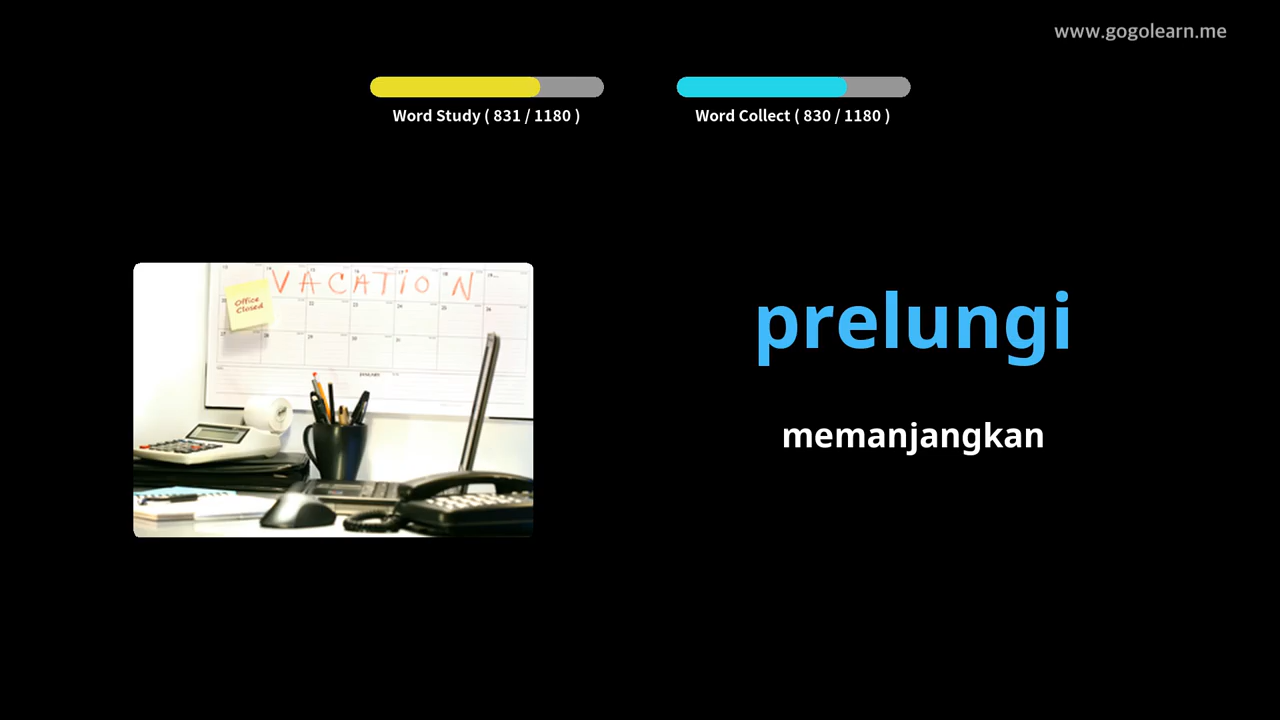 www.gogolearn.me
Word Study ( 831 / 1180 )
Word Collect ( 830 / 1180 )
VACATION
Office
Closed
prelungi
memanjangkan